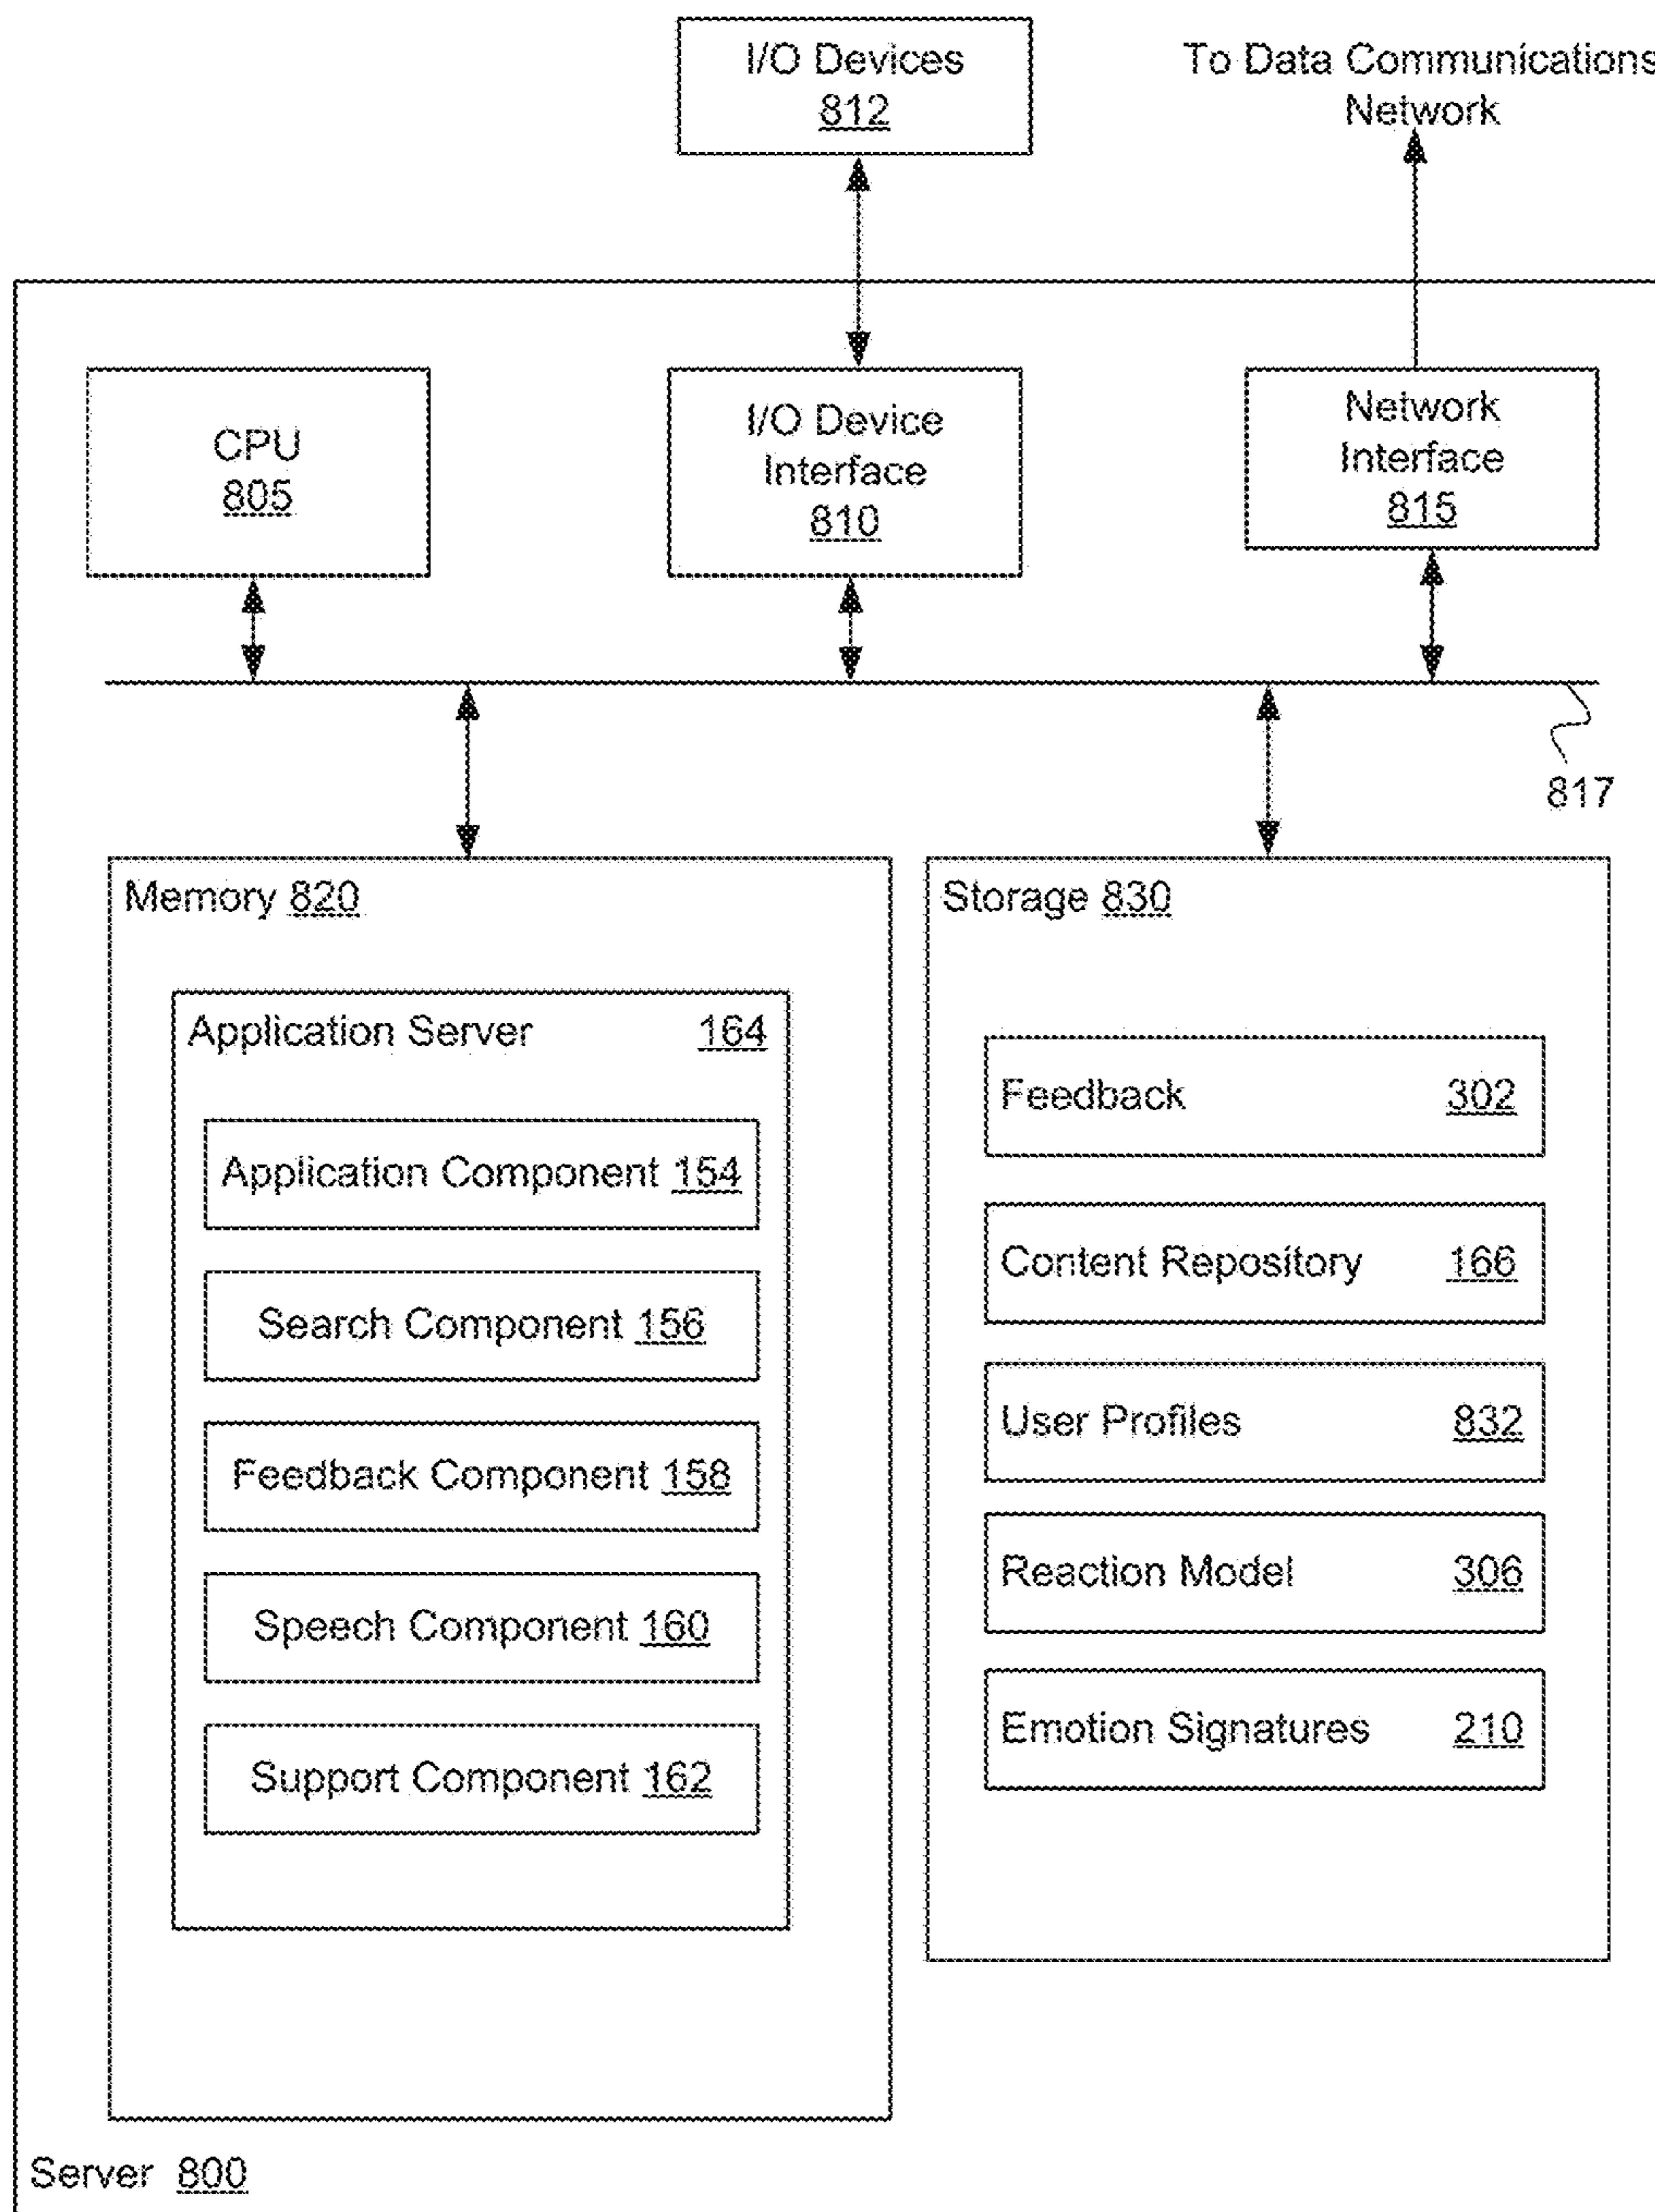 I/O Devices
812
To Data Communications
Network
CPU
805
I/O Device
Interface
810
Network
Interface
815
817
Memory 820
Application Server 164
Application Component 154
Search Component 156
Feedback Component 158
Speech Component 160
Support Component 162
Storage 830
Feedback 302
Content Repository 166
User Profiles 832
Reaction Model 306
Emotion Signatures 210
Server 800